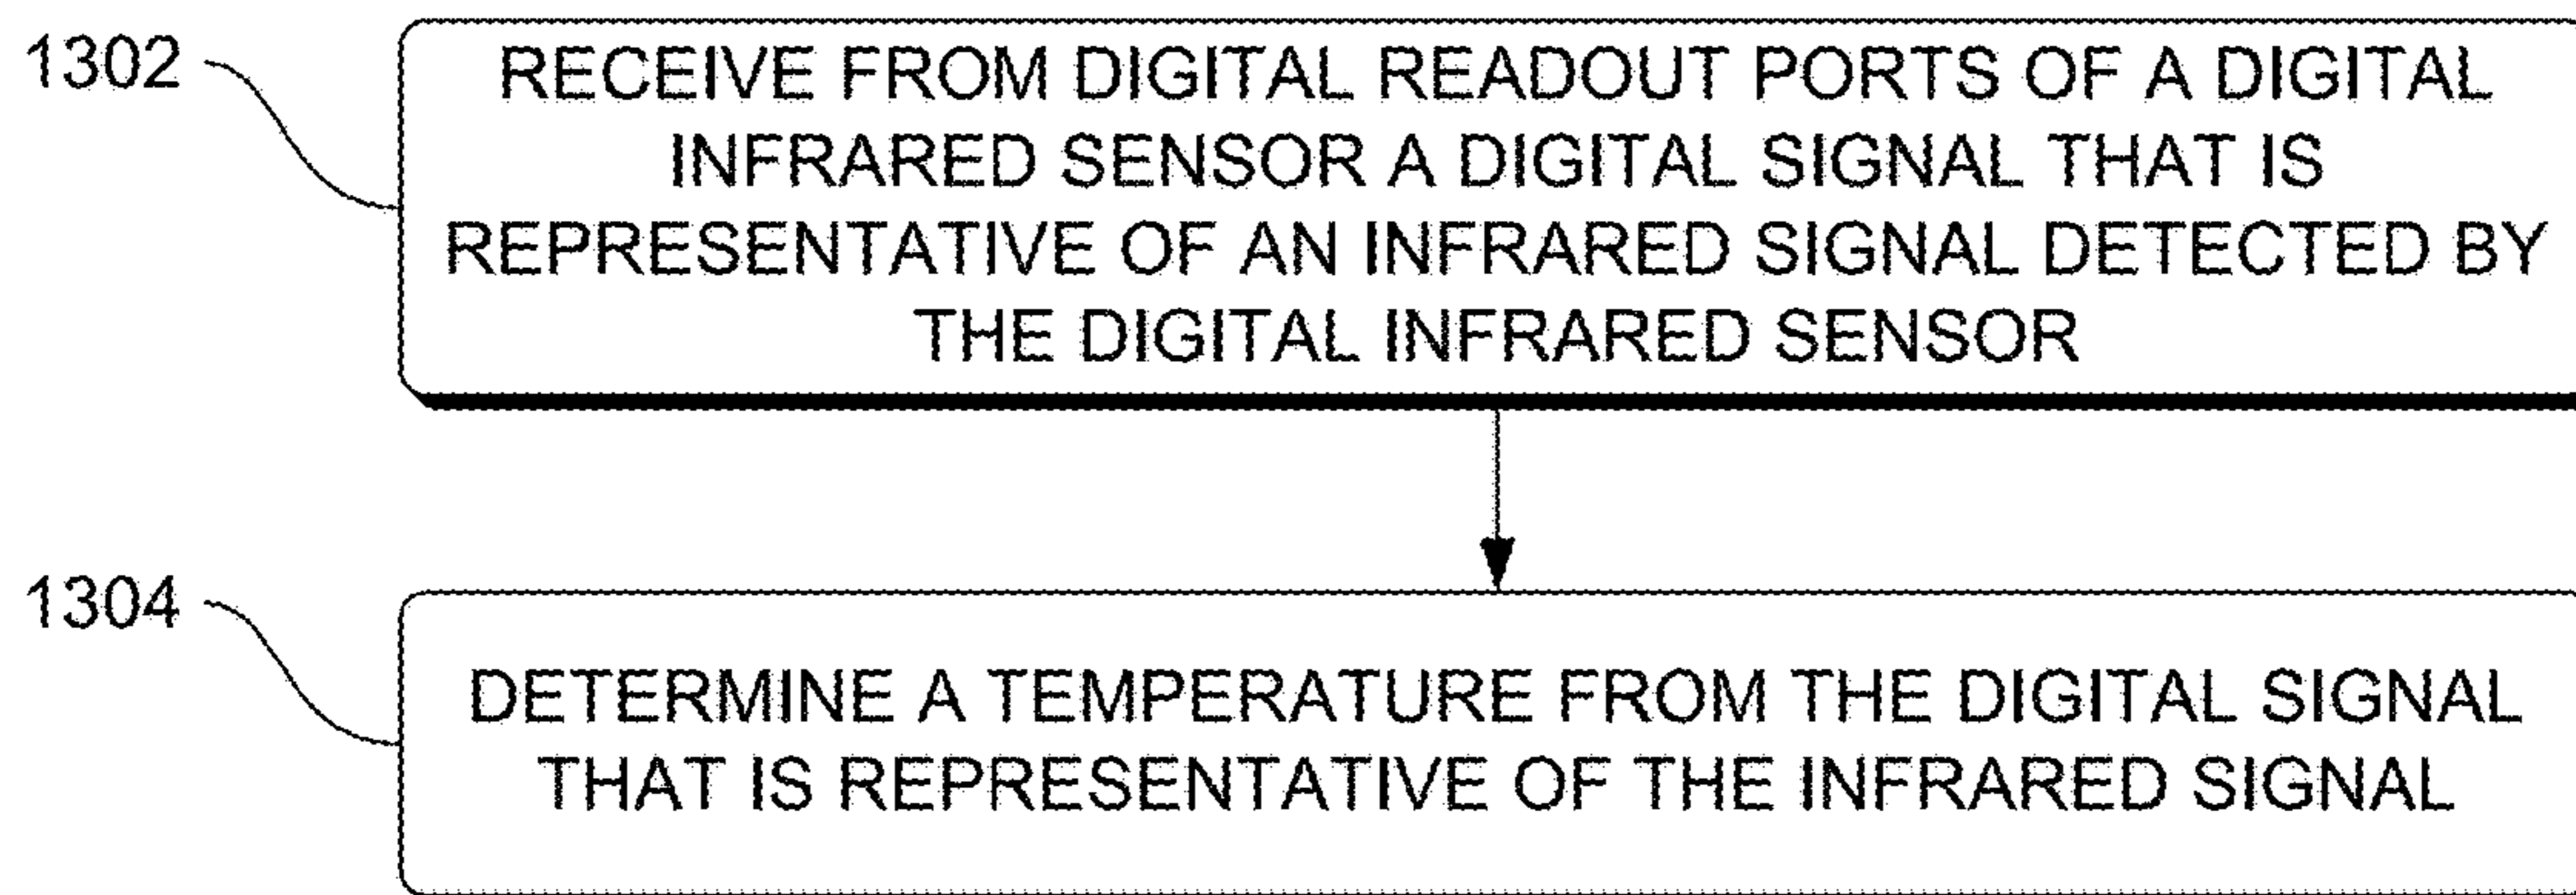 1302
RECEIVE FROM DIGITAL READOUT PORTS OF A DIGITAL
INFRARED SENSOR A DIGITAL SIGNAL THAT IS
REPRESENTATIVE OF AN INFRARED SIGNAL DETECTED BY
THE DIGITAL INFRARED SENSOR
1304
DETERMINE A TEMPERATURE FROM THE DIGITAL SIGNAL
THAT IS REPRESENTATIVE OF THE INFRARED SIGNAL